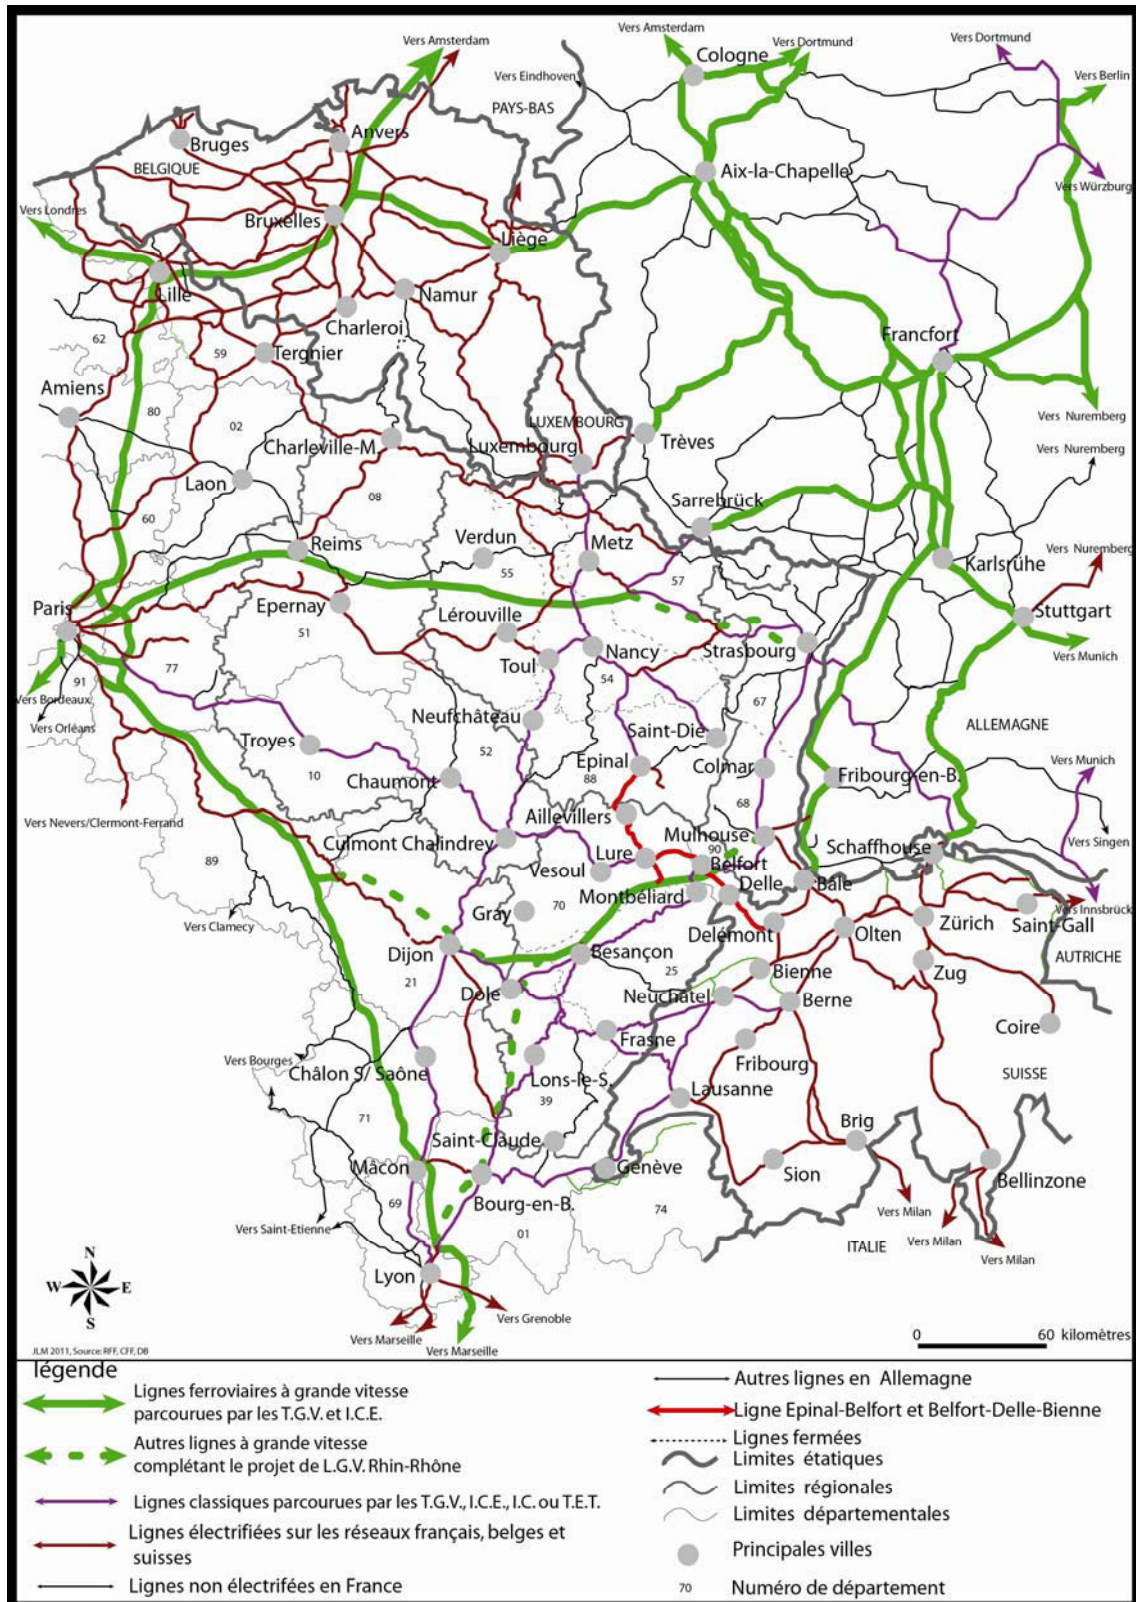 Vers Amsterdam
Vers Amsterdam
Vers Dortmund
Vers Dortmund
Cologne
Vers Eindhoven
Vers Berlin
PAYS-BAS
Anvers
Bruges
BELGIQUE
Aix-la-Chapelle
Vers Würzburg
Vers Londres
Bruxelles
Liège
Lille
Namur
Charleroi
62
59
Tergnier
Francfort
Amiens
80
02
LUXEMBOURG
Vers Nuremberg
Charleville-M.
Luxembourg
Trèves
Vers Nuremberg
Laon
08
Sarrebrück
60
Reims
Verdun
Metz
Vers Nuremberg
55
57
Karlsrühe
Paris
Epernay
Lérouville
Stuttgart
51
Nancy
Strasbourg
77
Toul
54
Vers Munich
91
Vers Bordeaux
67
Vers Orléans
Neufchâteau
Saint-Die
ALLEMAGNE
Troyes
52
Epinal
Colmar
Vers Munich
10
Chaumont
88
Fribourg-en-B.
68
Vers Nevers/Clermont-Ferrand
Aillevillers
Culmont Chalindrey
Mulhouse
Schaffhouse
Vers Singen
89
Lure
90
Belfort
Vesoul
Delle
Bâle
Montbéliard
Vers Innsbrück
Gray
70
Zürich
Saint-Gall
Vers Clamecy
Delémont
Olten
Dijon
Besançon
AUTRICHE
21
25
Bienne
Zug
Dole
Neuchâtel
Berne
Coire
Frasne
Fribourg
Vers Bourges
Châlon S/ Saône
Lons-le-S.
SUISSE
39
Lausanne
71
Brig
Saint-Claude
Mâcon
Genève
Sion
Bellinzone
69
Bourg-en-B.
74
Vers Saint-Etienne
01
Vers Milan
ITALIE
Vers Milan
Vers Milan
N
W
E
S
Lyon
Vers Grenoble
Vers Marseille
Vers Marseille
0
60 kilomètres
JLM 2011, Source: RFF, CFF, DB
légende
Lignes ferroviaires à grande vitesse
parcourues par les T.G.V. et I.C.E.
Autres lignes à grande vitesse
complétant le projet de L.G.V. Rhin-Rhône
Lignes classiques parcourues par les T.G.V., I.C.E., I.C. ou T.E.T.
Lignes électrifiées sur les réseaux français, belges et
suisses
Lignes non électrifées en France
Autres lignes en Allemagne
Ligne Epinal-Belfort et Belfort-Delle-Bienne
Lignes fermées
Limites étatiques
Limites régionales
Limites départementales
Principales villes
70
Numéro de département